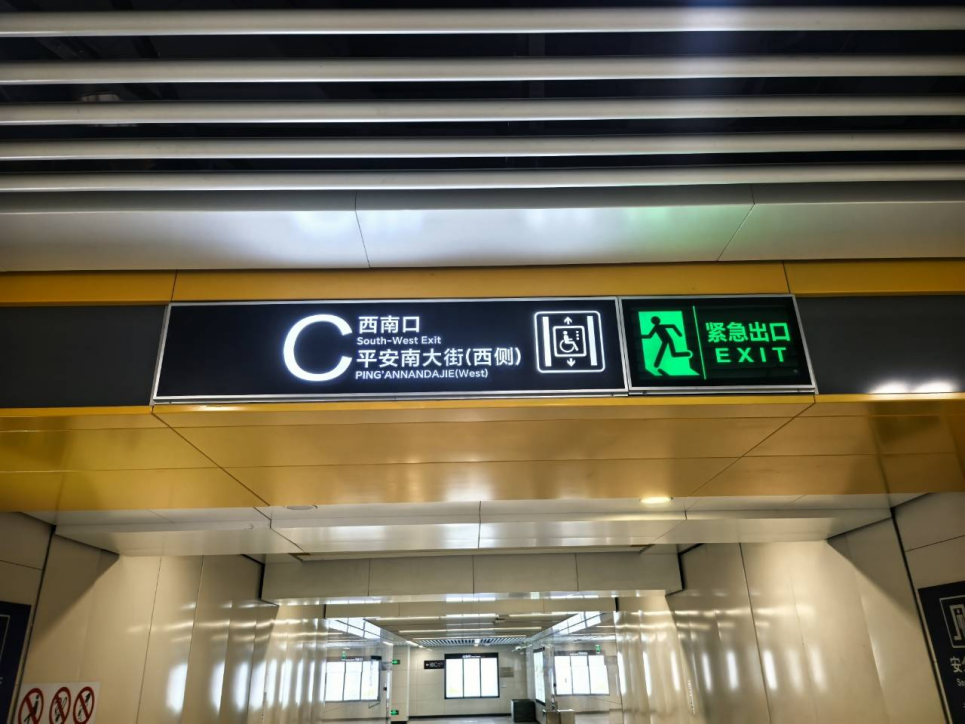 C
西南口
South-West Exit
平安南大街(西侧)
PING'ANNANDAJIE(West)
紧急出口
EXIT